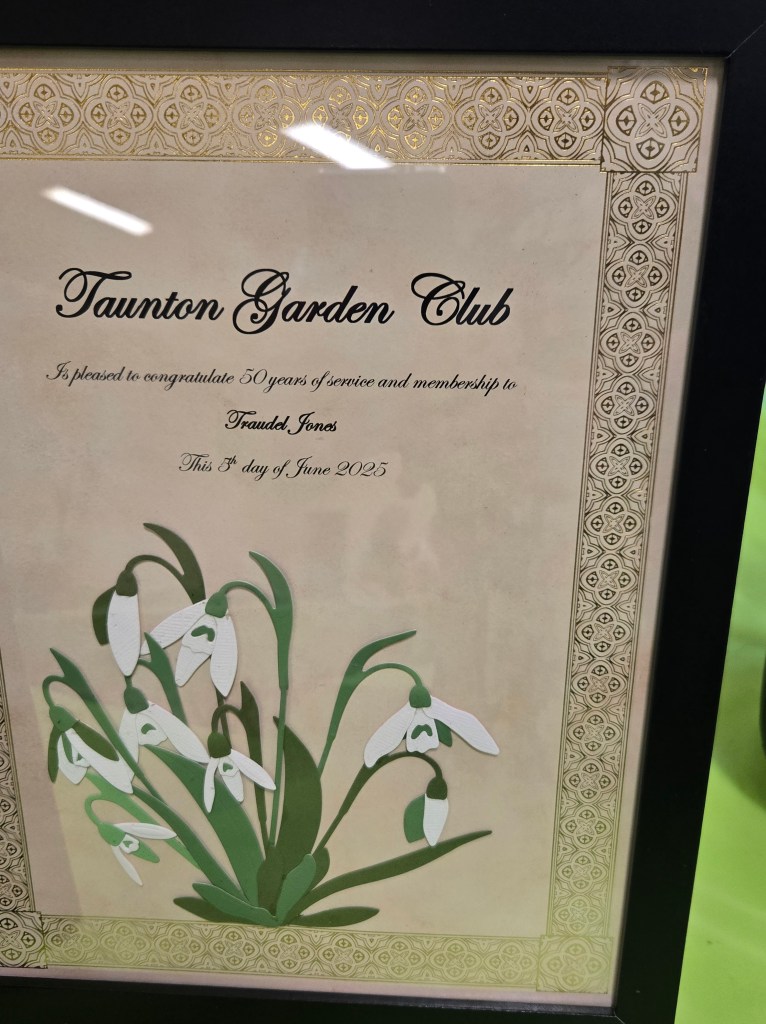 Taunton Garden Club
Is pleased to congratulate 50 years of service and membership to
Traudel Jones
This 5th day of June 2025